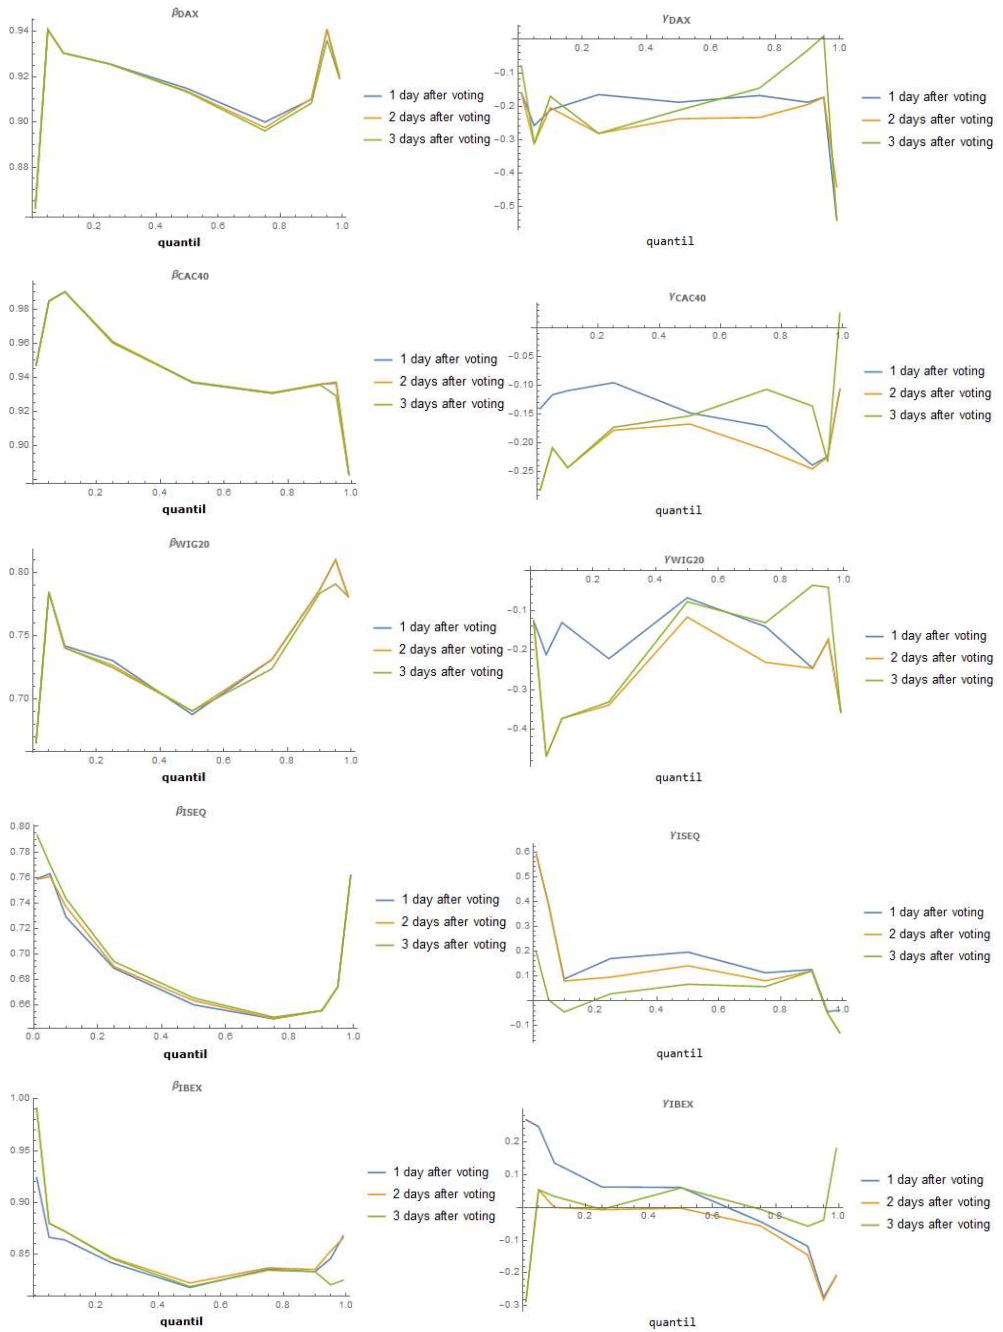 βDAX
0.94
0.92
0.90
0.88
0.2
0.4
0.6
0.8
1.0
quantil
1 day after voting
2 days after voting
3 days after voting
γDAX
0.2
0.4
0.6
0.8
1.0
-0.1
-0.2
-0.3
-0.4
-0.5
quantil
1 day after voting
2 days after voting
3 days after voting
βCAC40
0.98
0.96
0.94
0.92
0.90
0.2
0.4
0.6
0.8
1.0
quantil
1 day after voting
2 days after voting
3 days after voting
γCAC40
0.2
0.4
0.6
0.8
1.0
-0.05
-0.10
-0.15
-0.20
-0.25
quantil
1 day after voting
2 days after voting
3 days after voting
βWIG20
0.80
0.75
0.70
0.2
0.4
0.6
0.8
1.0
quantil
1 day after voting
2 days after voting
3 days after voting
γWIG20
0.2
0.4
0.6
0.8
1.0
-0.1
-0.2
-0.3
-0.4
quantil
1 day after voting
2 days after voting
3 days after voting
βISEQ
0.80
0.78
0.76
0.74
0.72
0.70
0.68
0.66
0.0
0.2
0.4
0.6
0.8
1.0
quantil
1 day after voting
2 days after voting
3 days after voting
γISEQ
0.6
0.5
0.4
0.3
0.2
0.1
-0.1
0.2
0.4
0.6
0.8
1.0
quantil
1 day after voting
2 days after voting
3 days after voting
βIBEX
1.00
0.95
0.90
0.85
0.2
0.4
0.6
0.8
1.0
quantil
1 day after voting
2 days after voting
3 days after voting
γIBEX
0.2
0.1
-0.1
-0.2
-0.3
0.2
0.4
0.6
0.8
1.0
quantil
1 day after voting
2 days after voting
3 days after voting